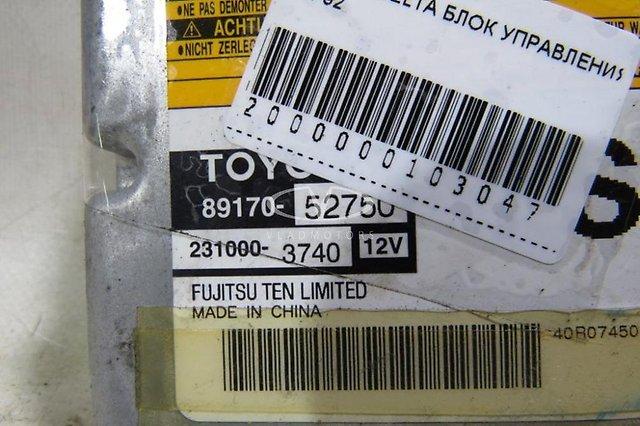 •NE PAS DEMONTER
ACHTU
•NICHT ZERLEG
БЛОК УПРАВЛЕНИЯ
2000000103047
TOYO
89170- 52750
231000- 3740 12V
VLADMOTORS
FUJITSU TEN LIMITED
MADE IN CHINA
40R07450